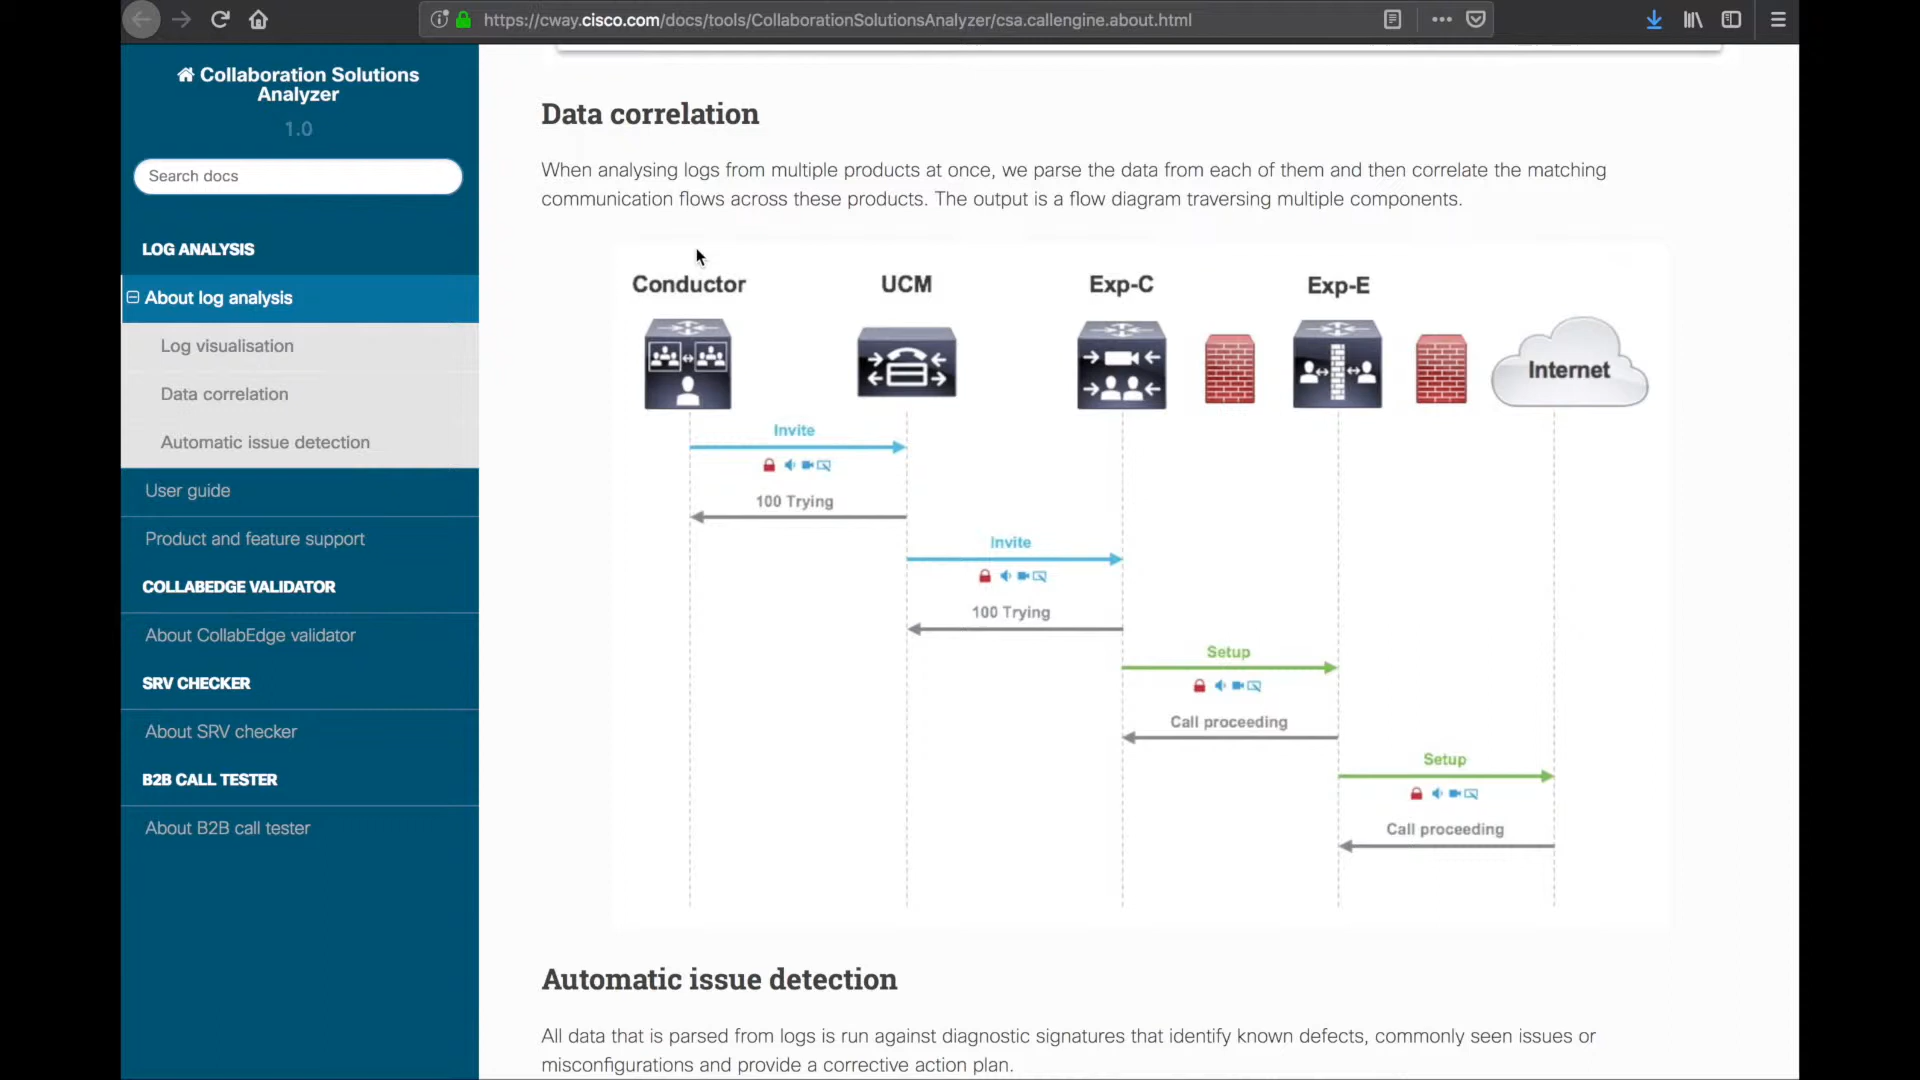 https://cway.cisco.com/docs/tools/CollaborationSolutionsAnalyzer/csa.callengine.about.html
Collaboration Solutions
Analyzer
1.0
Search docs
LOG ANALYSIS
About log analysis
Log visualisation
Data correlation
Automatic issue detection
User guide
Product and feature support
COLLABEDGE VALIDATOR
About CollabEdge validator
SRV CHECKER
About SRV checker
B2B CALL TESTER
About B2B call tester
Data correlation
When analysing logs from multiple products at once, we parse the data from each of them and then correlate the matching
communication flows across these products. The output is a flow diagram traversing multiple components.
Conductor UCM Exp-C Exp-E
Internet
Invite
100 Trying
Invite
100 Trying
Setup
Call proceeding
Setup
Call proceeding
Automatic issue detection
All data that is parsed from logs is run against diagnostic signatures that identify known defects, commonly seen issues or
misconfigurations and provide a corrective action plan.